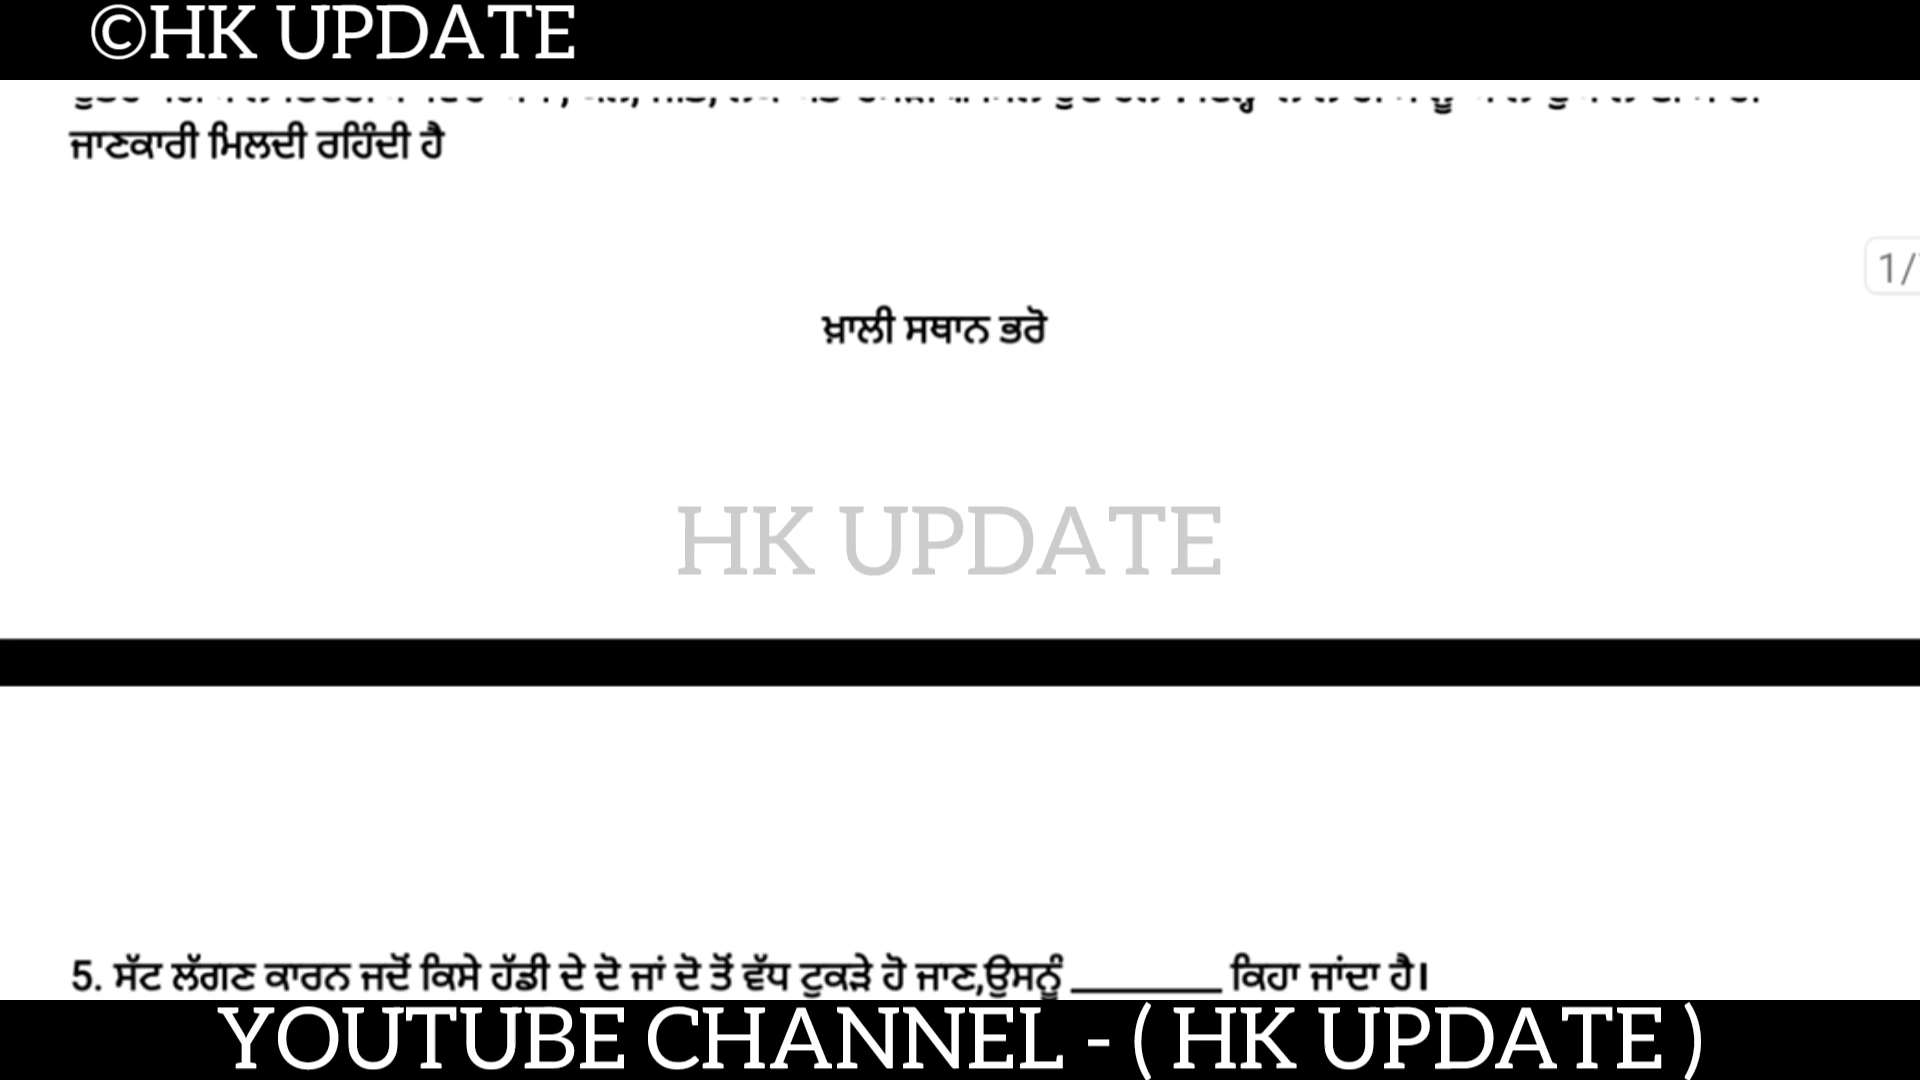 ©HK UPDATE
ਜਾਣਕਾਰੀ ਮਿਲਦੀ ਰਹਿੰਦੀ ਹੈ
1/
ਖ਼ਾਲੀ ਸਥਾਨ ਭਰੋ
HK UPDATE
5. ਸੱਟ ਲੱਗਣ ਕਾਰਨ ਜਦੋਂ ਕਿਸੇ ਹੱਡੀ ਦੇ ਦੋ ਜਾਂ ਦੋ ਤੋਂ ਵੱਧ ਟੁਕੜੇ ਹੋ ਜਾਣ,ਉਸਨੂੰ ________ ਕਿਹਾ ਜਾਂਦਾ ਹੈ।
YOUTUBE CHANNEL - ( HK UPDATE )